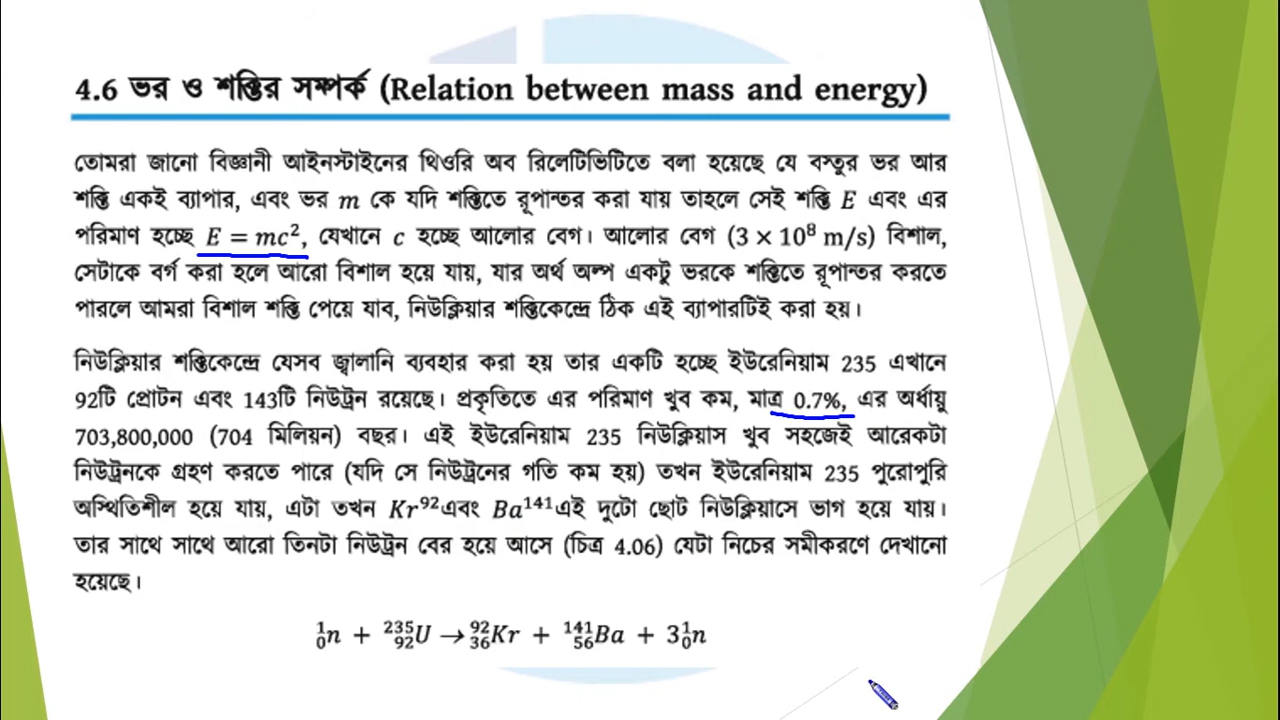 4.6 ভর ও শক্তির সম্পর্ক (Relation between mass and energy)
তোমরা জানো বিজ্ঞানী আইনস্টাইনের থিওরি অব রিলেটিভিটিতে বলা হয়েছে যে বস্তুর ভর আর
শক্তি একই ব্যাপার, এবং ভর m কে যদি শক্তিতে রূপান্তর করা যায় তাহলে সেই শক্তি E এবং এর
পরিমাণ হচ্ছে E = mc², যেখানে c হচ্ছে আলোর বেগ। আলোর বেগ (3 × 10⁸ m/s) বিশাল,
সেটাকে বর্গ করা হলে আরো বিশাল হয়ে যায়, যার অর্থ অল্প একটু ভরকে শক্তিতে রূপান্তর করতে
পারলে আমরা বিশাল শক্তি পেয়ে যাব, নিউক্লিয়ার শক্তিকেন্দ্রে ঠিক এই ব্যাপারটিই করা হয়।
নিউক্লিয়ার শক্তিকেন্দ্রে যেসব জ্বালানি ব্যবহার করা হয় তার একটি হচ্ছে ইউরেনিয়াম 235 এখানে
92টি প্রোটন এবং 143টি নিউট্রন রয়েছে। প্রকৃতিতে এর পরিমাণ খুব কম, মাত্র 0.7%, এর অর্ধায়ু
703,800,000 (704 মিলিয়ন) বছর। এই ইউরেনিয়াম 235 নিউক্লিয়াস খুব সহজেই আরেকটা
নিউট্রনকে গ্রহণ করতে পারে (যদি সে নিউট্রনের গতি কম হয়) তখন ইউরেনিয়াম 235 পুরোপুরি
অস্থিতিশীল হয়ে যায়, এটা তখন Kr⁹²এবং Ba¹⁴¹এই দুটো ছোট নিউক্লিয়াসে ভাগ হয়ে যায়।
তার সাথে সাথে আরো তিনটা নিউট্রন বের হয়ে আসে (চিত্র 4.06) যেটা নিচের সমীকরণে দেখানো
হয়েছে।
¹₀n + ²³⁵₉₂U → ⁹²₃₆Kr + ¹⁴¹₅₆Ba + 3¹₀n